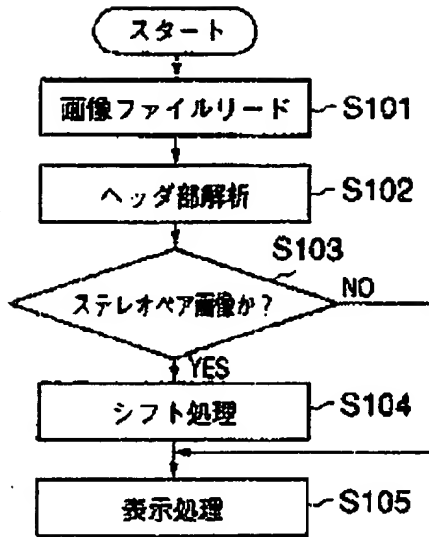 スタート
画像ファイルリード S101
ヘッダ部解析 S102
S103
ステレオペア画像か? NO
YES
シフト処理 S104
表示処理 S105